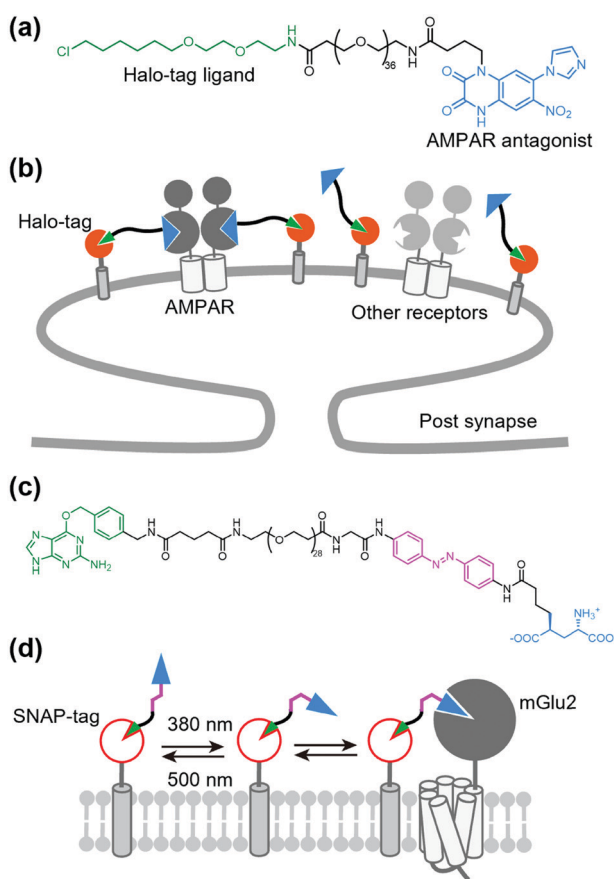 (a)
Cl
O
O
H
N
O
O
36
H
N
O
N
N
N
O
O
N
H
NO2
Halo-tag ligand
AMPAR antagonist
(b)
Halo-tag
AMPAR
Other receptors
Post synapse
(c)
O
N
N
N
H
N
NH2
H
N
O
O
H
N
O
28
O
N
H
O
H
N
N
N
N
H
O
NH3+
-OOC
COO-
(d)
SNAP-tag
380 nm
500 nm
mGlu2